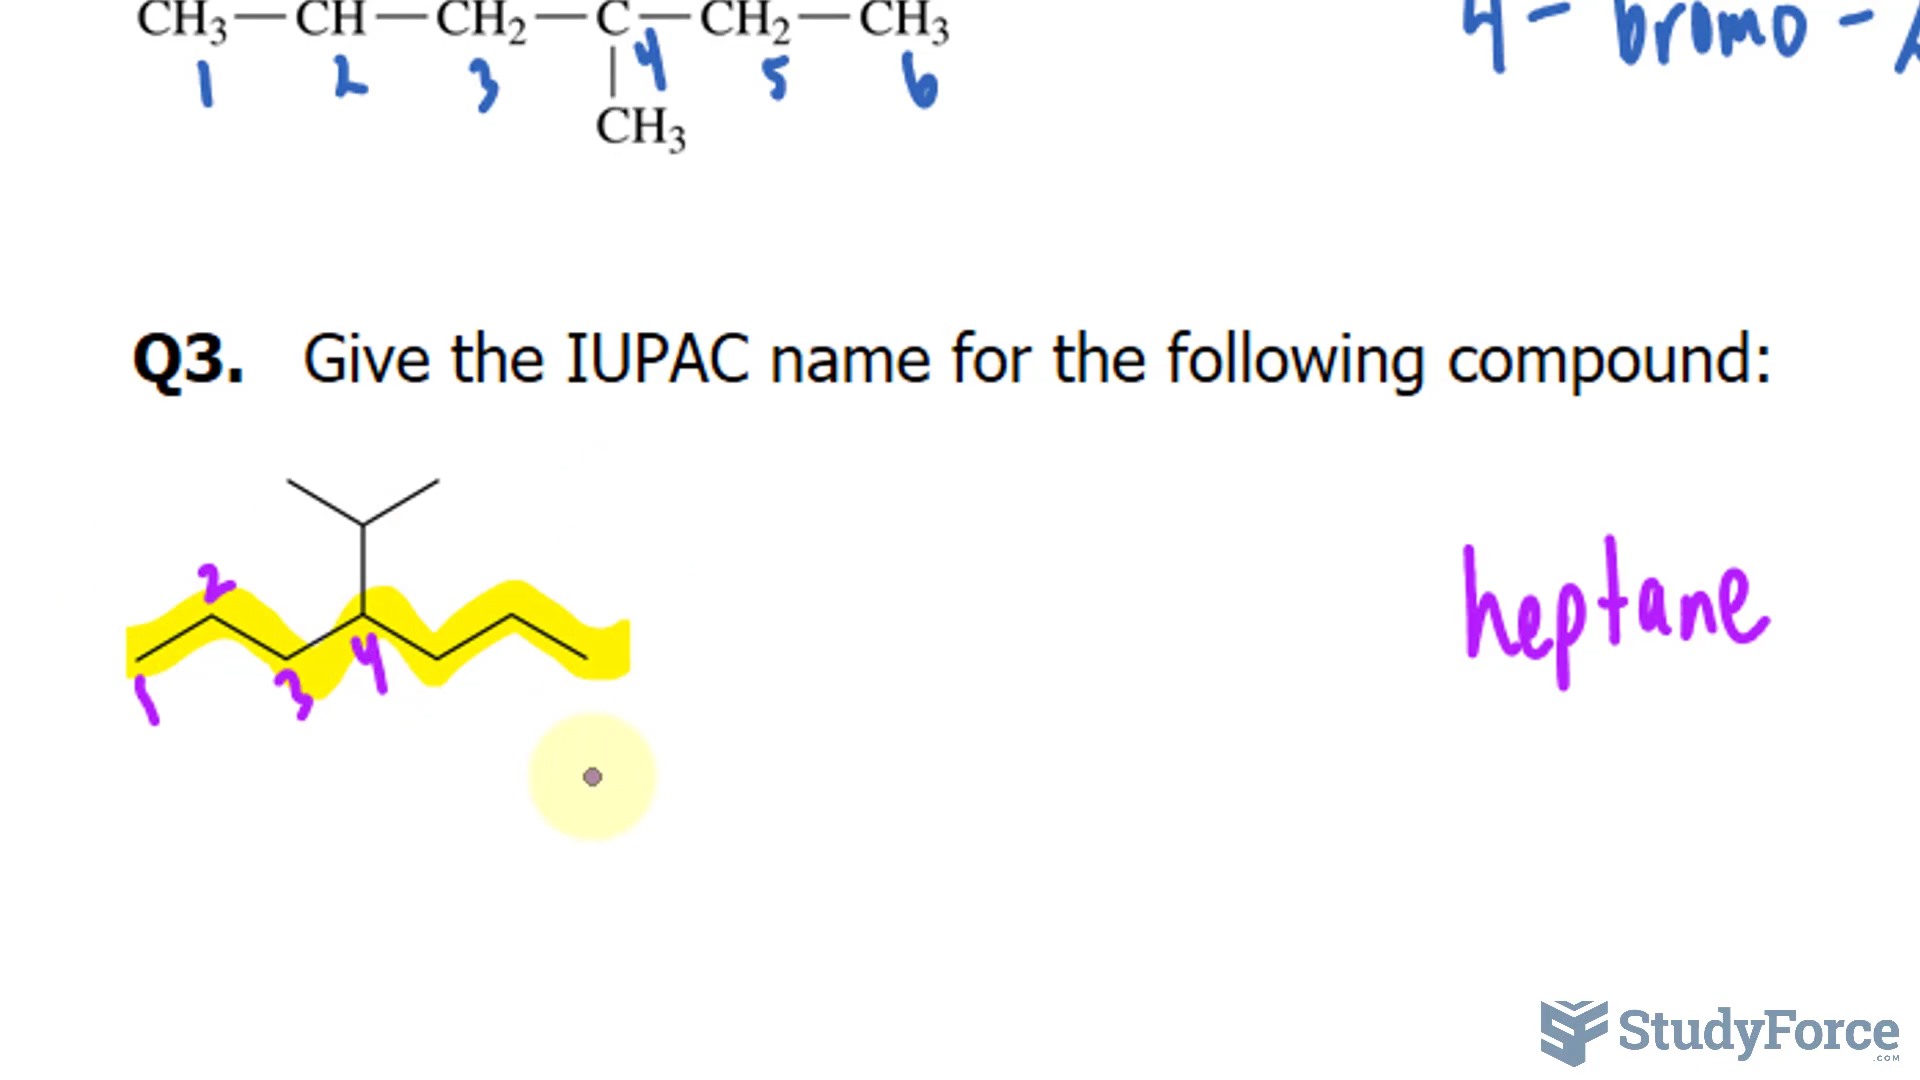 CH₃—CH—CH₂—C—CH₂—CH₃ 4 - bromo -
1 2 3 4 5 6
CH₃
Q3. Give the IUPAC name for the following compound:
2
1 3 4
heptane
StudyForce
.COM